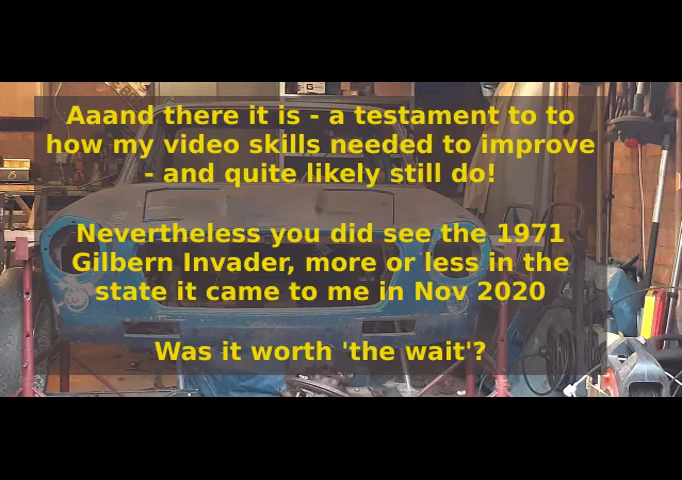 Aaand there it is - a testament to to
how my video skills needed to improve
- and quite likely still do!
Nevertheless you did see the 1971
Gilbern Invader, more or less in the
state it came to me in Nov 2020
Was it worth 'the wait'?